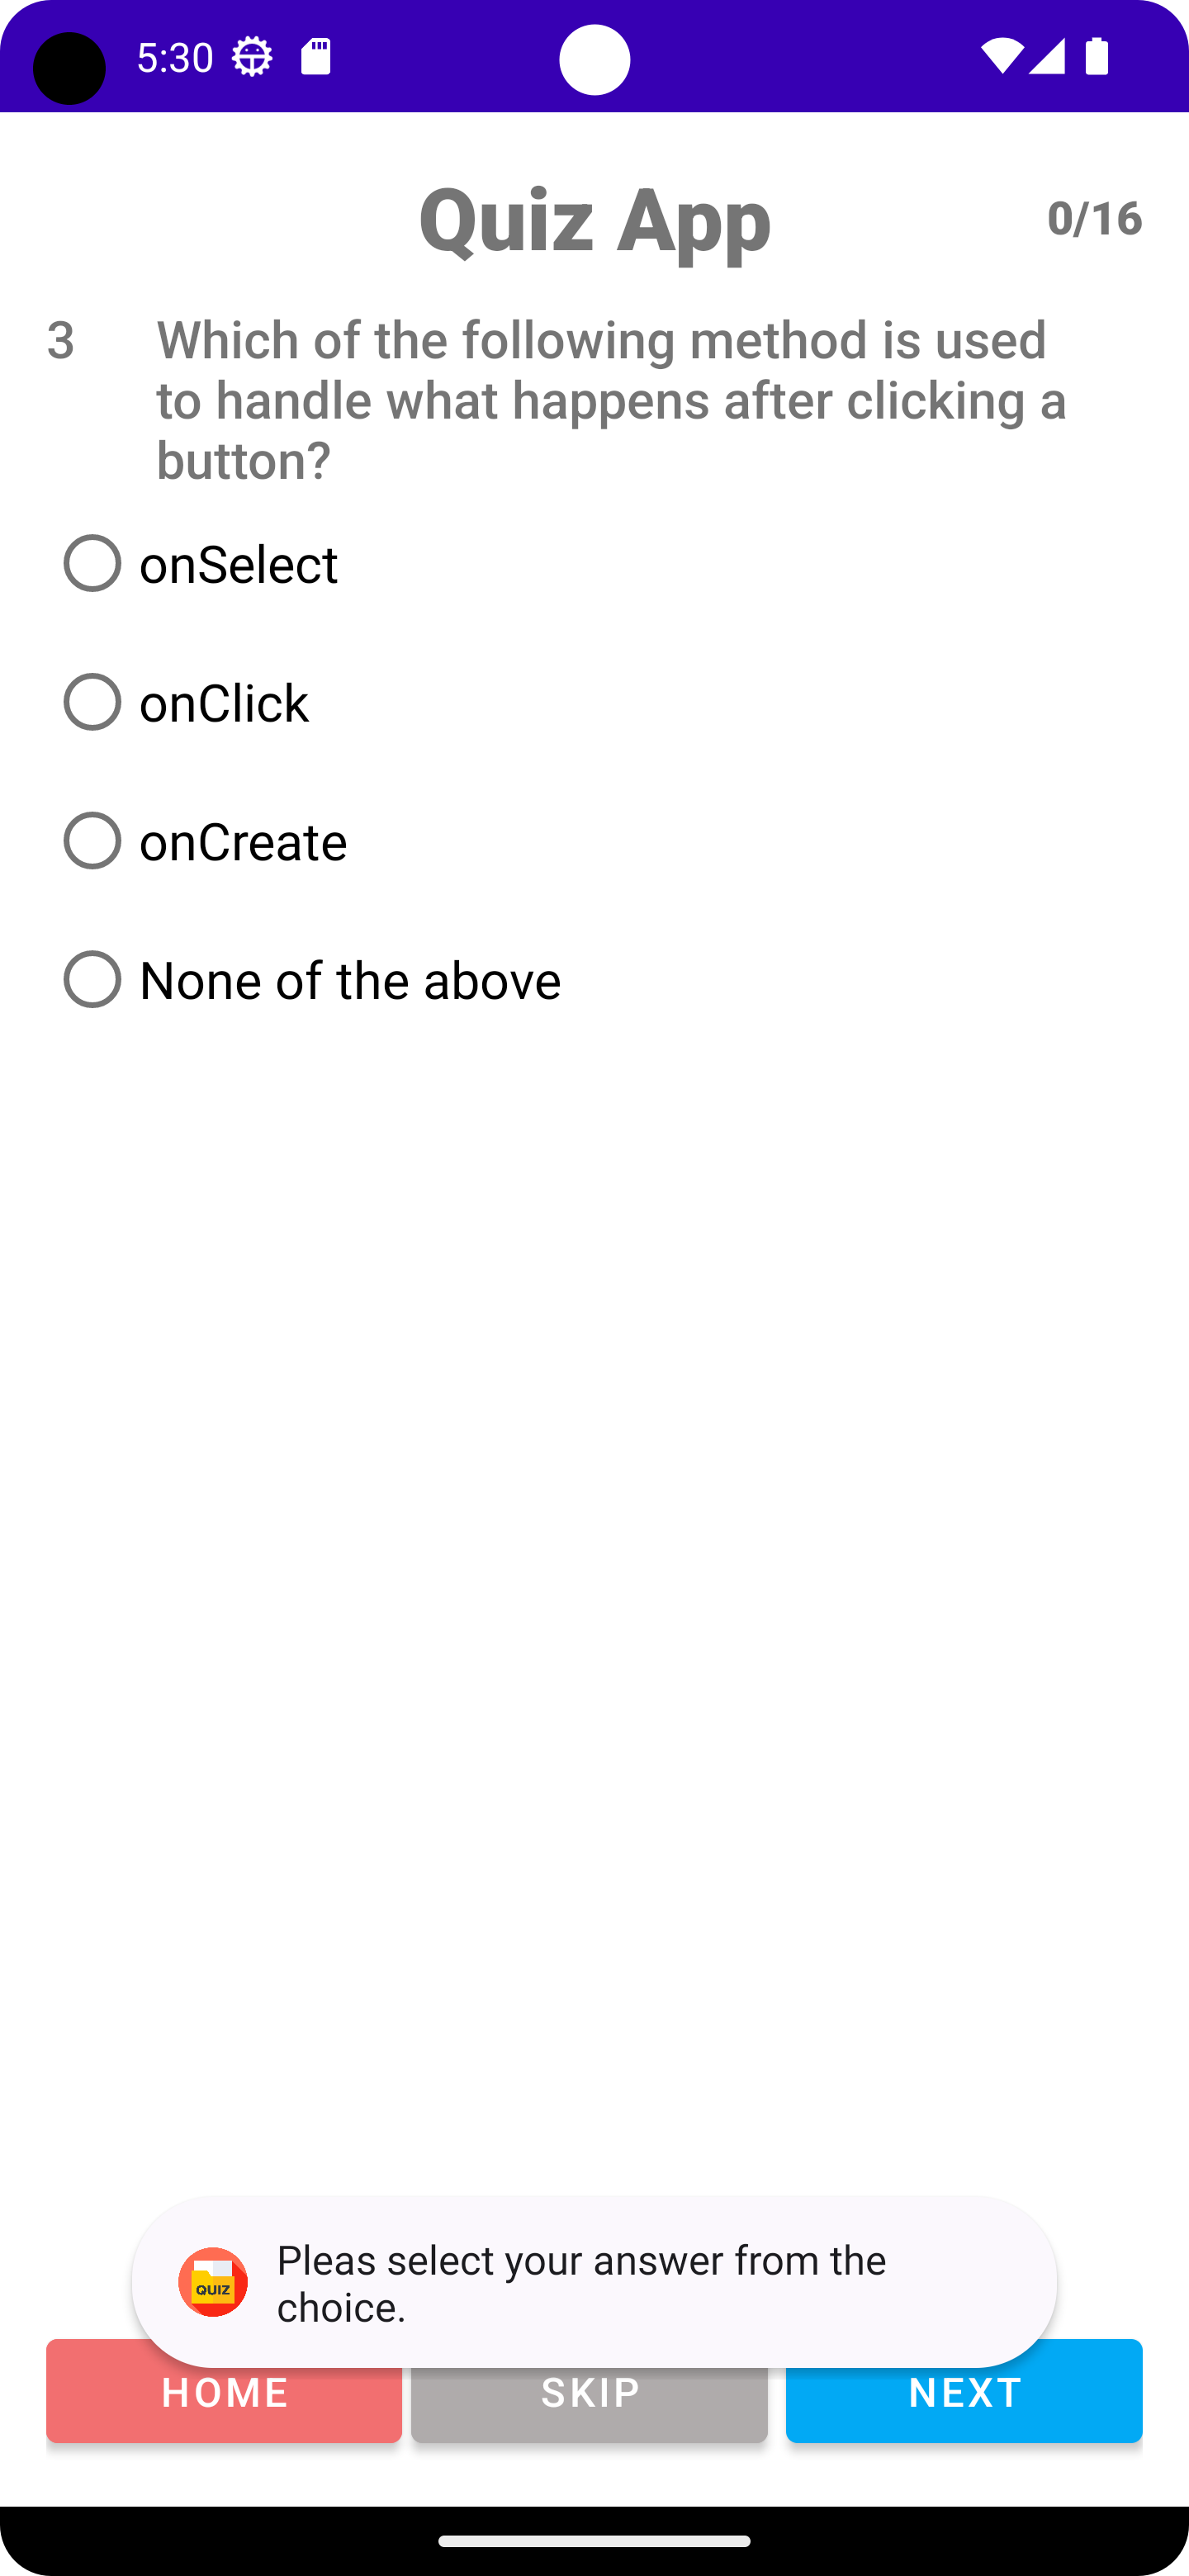 5:30
Quiz App
0/16
3
Which of the following method is used
to handle what happens after clicking a
button?
onSelect
onClick
onCreate
None of the above
QUIZ
Pleas select your answer from the
choice.
HOME
SKIP
NEXT